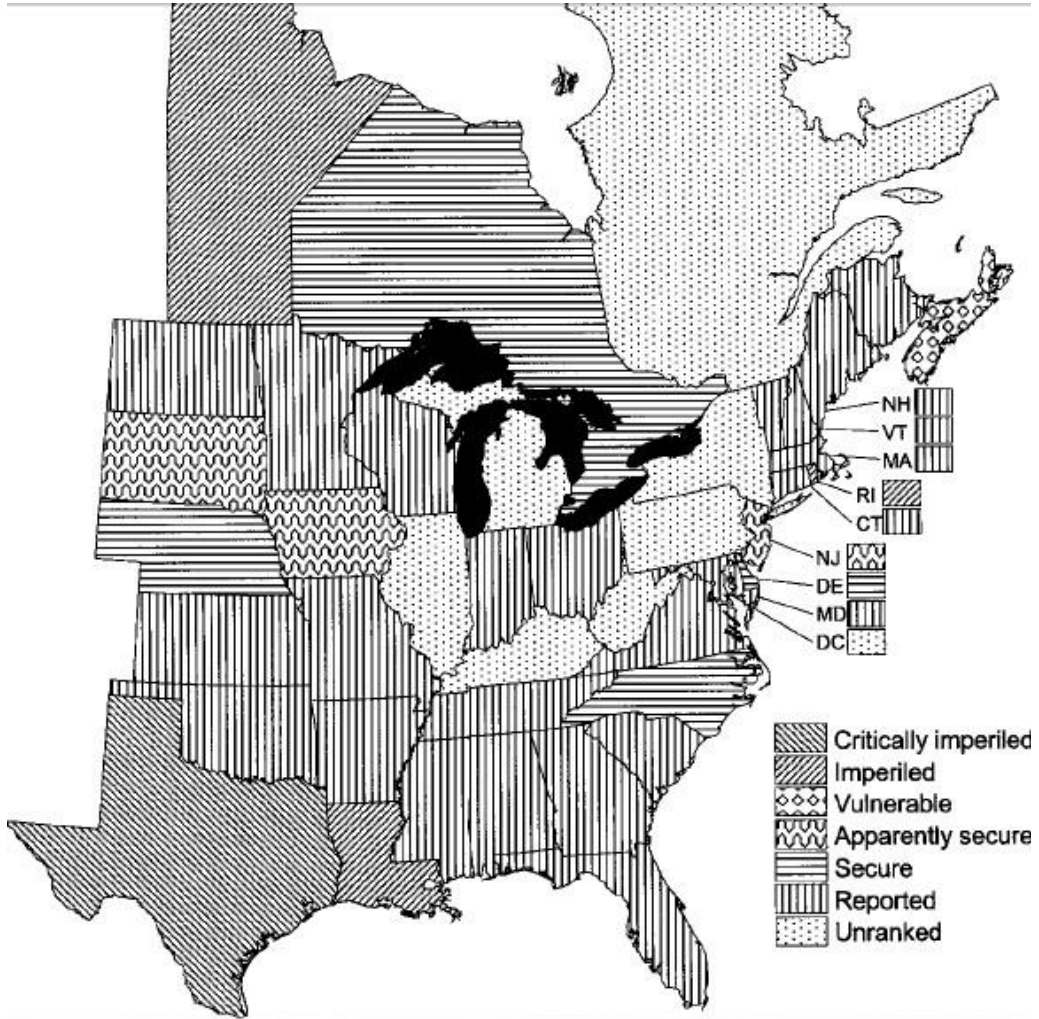 NH
VT
MA
RI
CT
NJ
DE
MD
DC
Critically imperiled
Imperiled
Vulnerable
Apparently secure
Secure
Reported
Unranked